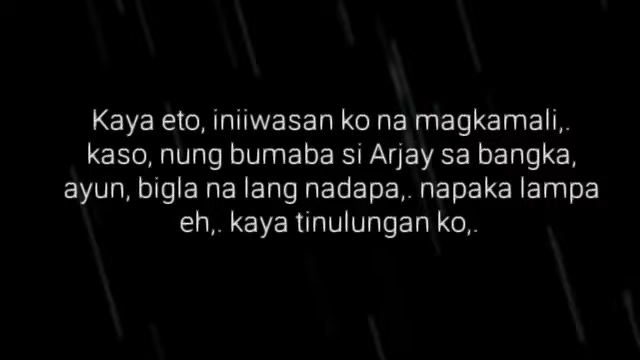 Kaya eto, iniiwasan ko na magkamali,.
kaso, nung bumaba si Arjay sa bangka,
ayun, bigla na lang nadapa,. napaka lampa
eh,. kaya tinulungan ko,.